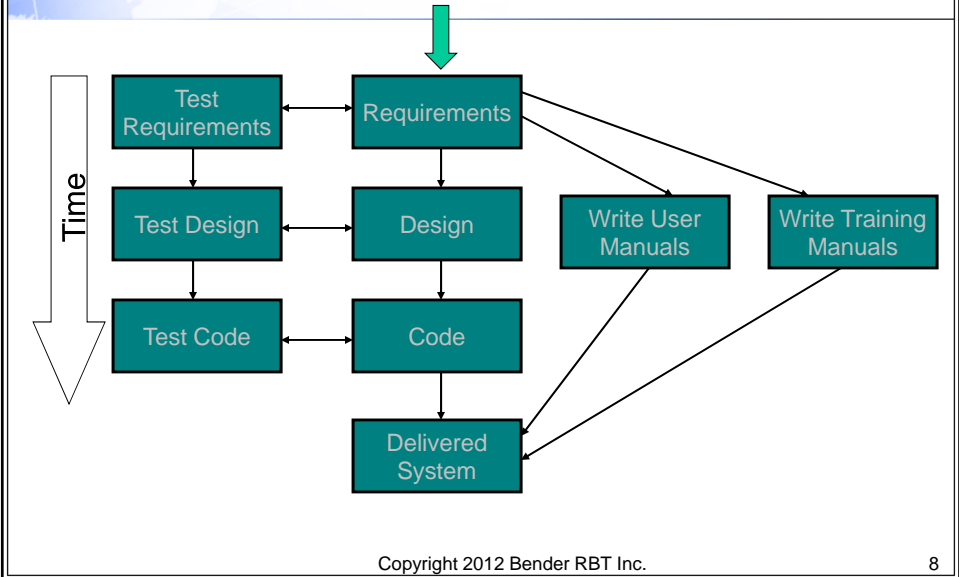 Time
Test
Requirements
Requirements
Test Design
Design
Write User
Manuals
Write Training
Manuals
Test Code
Code
Delivered
System
Copyright 2012 Bender RBT Inc.
8